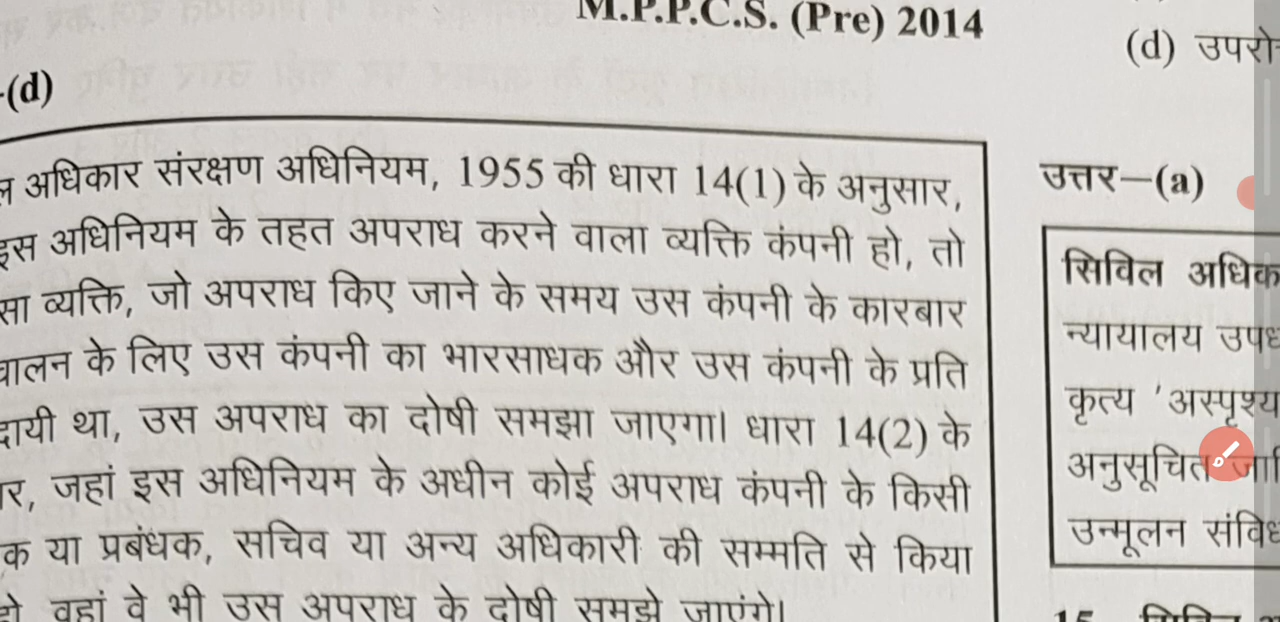 M.P.P.C.S. (Pre) 2014
-(d)
अधिकार संरक्षण अधिनियम, 1955 की धारा 14(1) के अनुसार,
इस अधिनियम के तहत अपराध करने वाला व्यक्ति कंपनी हो, तो
व्यक्ति, जो अपराध किए जाने के समय उस कंपनी के कारबार
के लिए उस कंपनी का भारसाधक और उस कंपनी के प्रति
था, उस अपराध का दोषी समझा जाएगा। धारा 14(2) के
जहां इस अधिनियम के अधीन कोई अपराध कंपनी के किसी
या प्रबंधक, सचिव या अन्य अधिकारी की सम्मति से किया
वहां वे भी उस अपराध के दोषी समझे जाएंगे।
(d)
उत्तर—(a)
सिविल
न्यायालय
कृत्य
अनुसूचित
उन्मूलन
15.